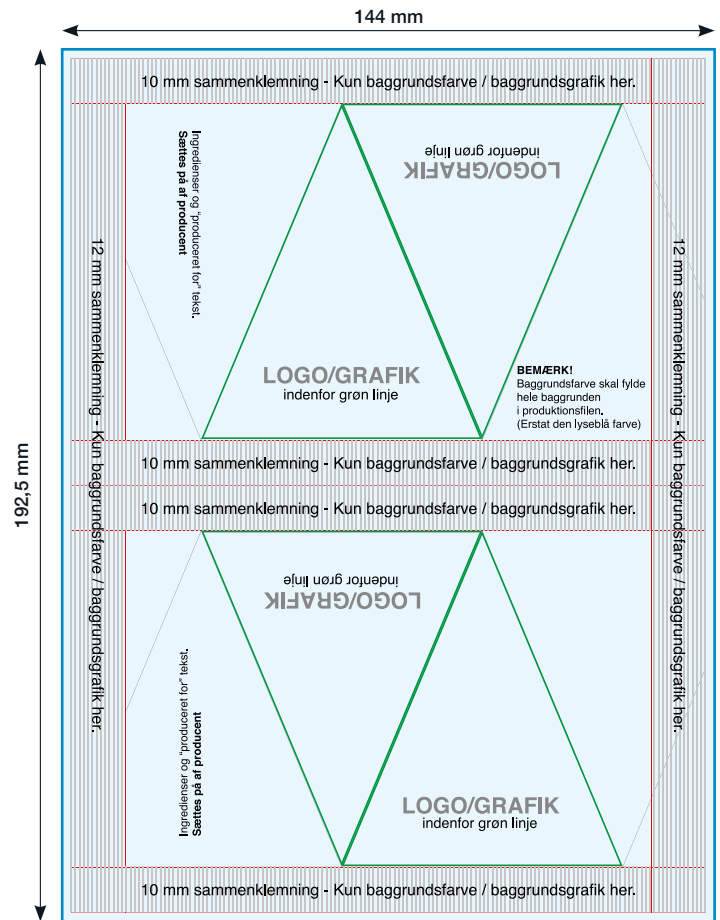 144 mm
192,5 mm
10 mm sammenklemning - Kun baggrundsfarve / baggrundsgrafik her.
12 mm sammenklemning - Kun baggrundsfarve / baggrundsgrafik her.
12 mm sammenklemning - Kun baggrundsfarve / baggrundsgrafik her.
Ingredienser og "produceret for" tekst.
Sættes på af producent
LOGO/GRAFIK
indenfor grøn linje
LOGO/GRAFIK
indenfor grøn linje
BEMÆRK!
Baggrundsfarve skal fylde
hele baggrunden
i produktionsfilen.
(Erstat den lyseblå farve)
10 mm sammenklemning - Kun baggrundsfarve / baggrundsgrafik her.
10 mm sammenklemning - Kun baggrundsfarve / baggrundsgrafik her.
LOGO/GRAFIK
indenfor grøn linje
Ingredienser og "produceret for" tekst.
Sættes på af producent
LOGO/GRAFIK
indenfor grøn linje
10 mm sammenklemning - Kun baggrundsfarve / baggrundsgrafik her.